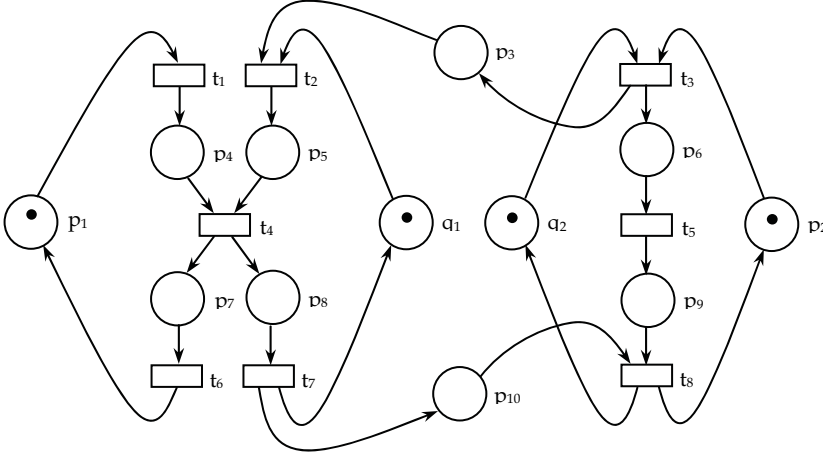 p₃
t₁ t₂ t₃
p₄ p₅ p₆
p₁ t₄ q₁ q₂ t₅ p₂
p₇ p₈ p₉
t₆ t₇ t₈
p₁₀